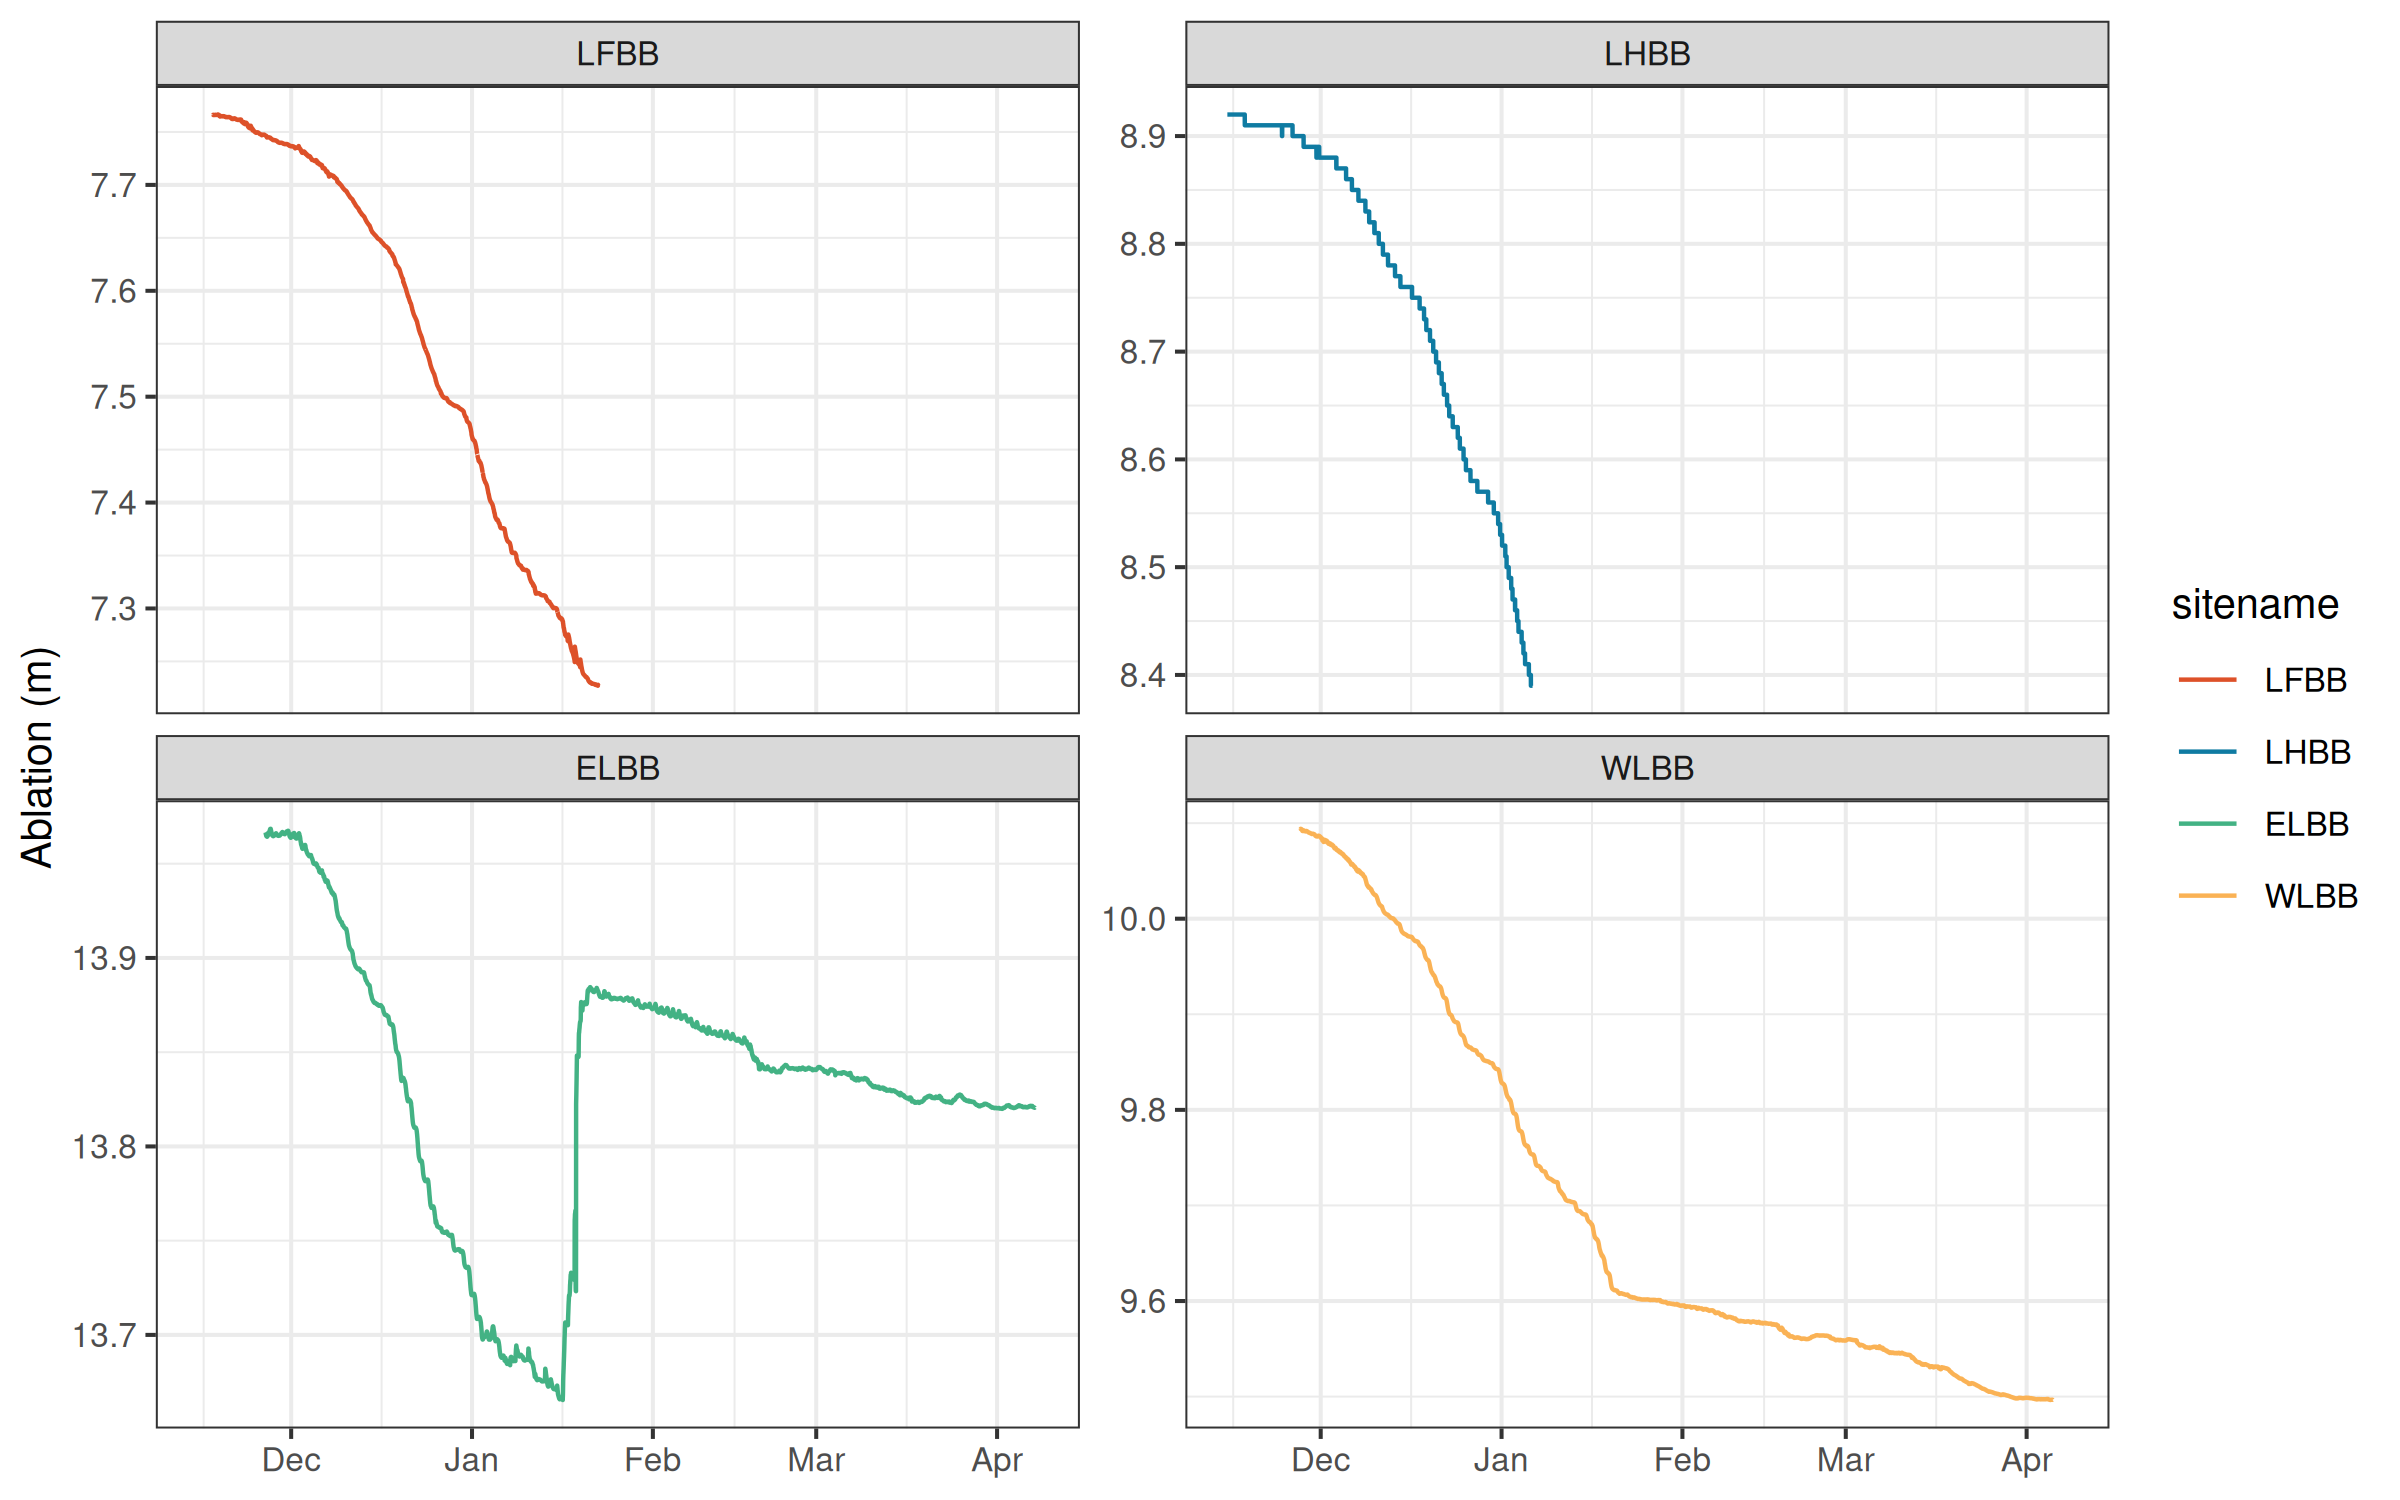 LFBB
LHBB
7.7
7.6
7.5
7.4
7.3
8.9
8.8
8.7
8.6
8.5
8.4
Ablation (m)
ELBB
WLBB
13.9
13.8
13.7
10.0
9.8
9.6
Dec Jan Feb Mar Apr
Dec Jan Feb Mar Apr
sitename
LFBB
LHBB
ELBB
WLBB